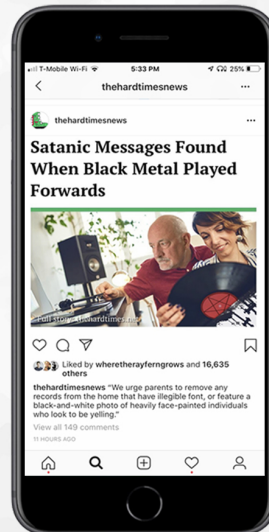 T-Mobile Wi-Fi 5:33 PM 25%
thehardtimesnews
thehardtimesnews
Satanic Messages Found
When Black Metal Played
Forwards
Full story: thehardtimes.net
Liked by wheretherayferngrows and 16,635
others
thehardtimesnews "We urge parents to remove any
records from the home that have illegible font, or feature a
black-and-white photo of heavily face-painted individuals
who look to be yelling."
View all 149 comments
11 HOURS AGO